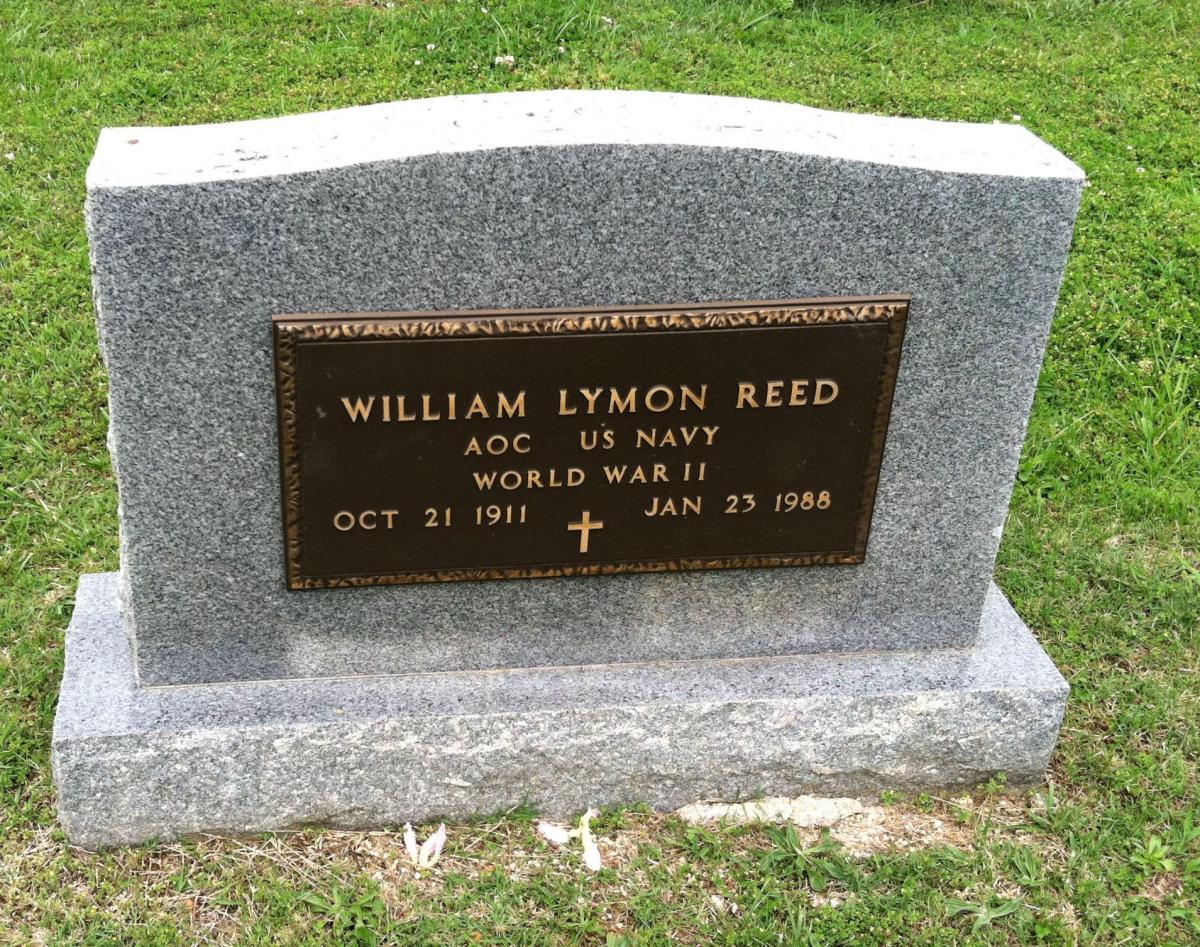 WILLIAM LYMON REED
AOC US NAVY
WORLD WAR II
OCT 21 1911 JAN 23 1988